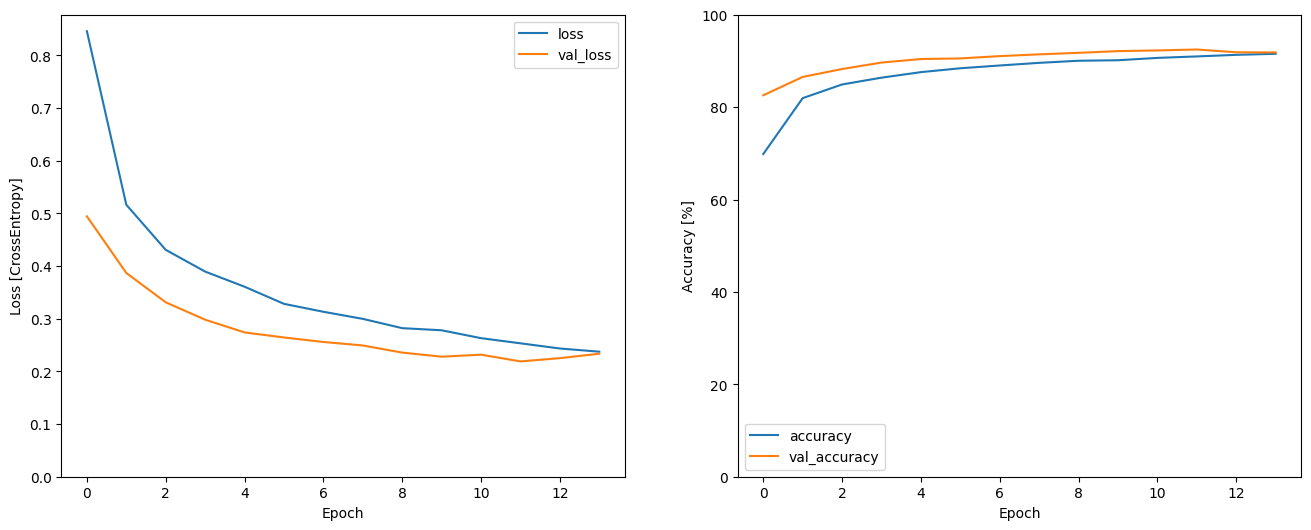 loss
val_loss
0.8
0.7
0.6
0.5
0.4
0.3
0.2
0.1
0.0
Loss [CrossEntropy]
0 2 4 6 8 10 12
Epoch
100
80
60
40
20
0
Accuracy [%]
accuracy
val_accuracy
0 2 4 6 8 10 12
Epoch